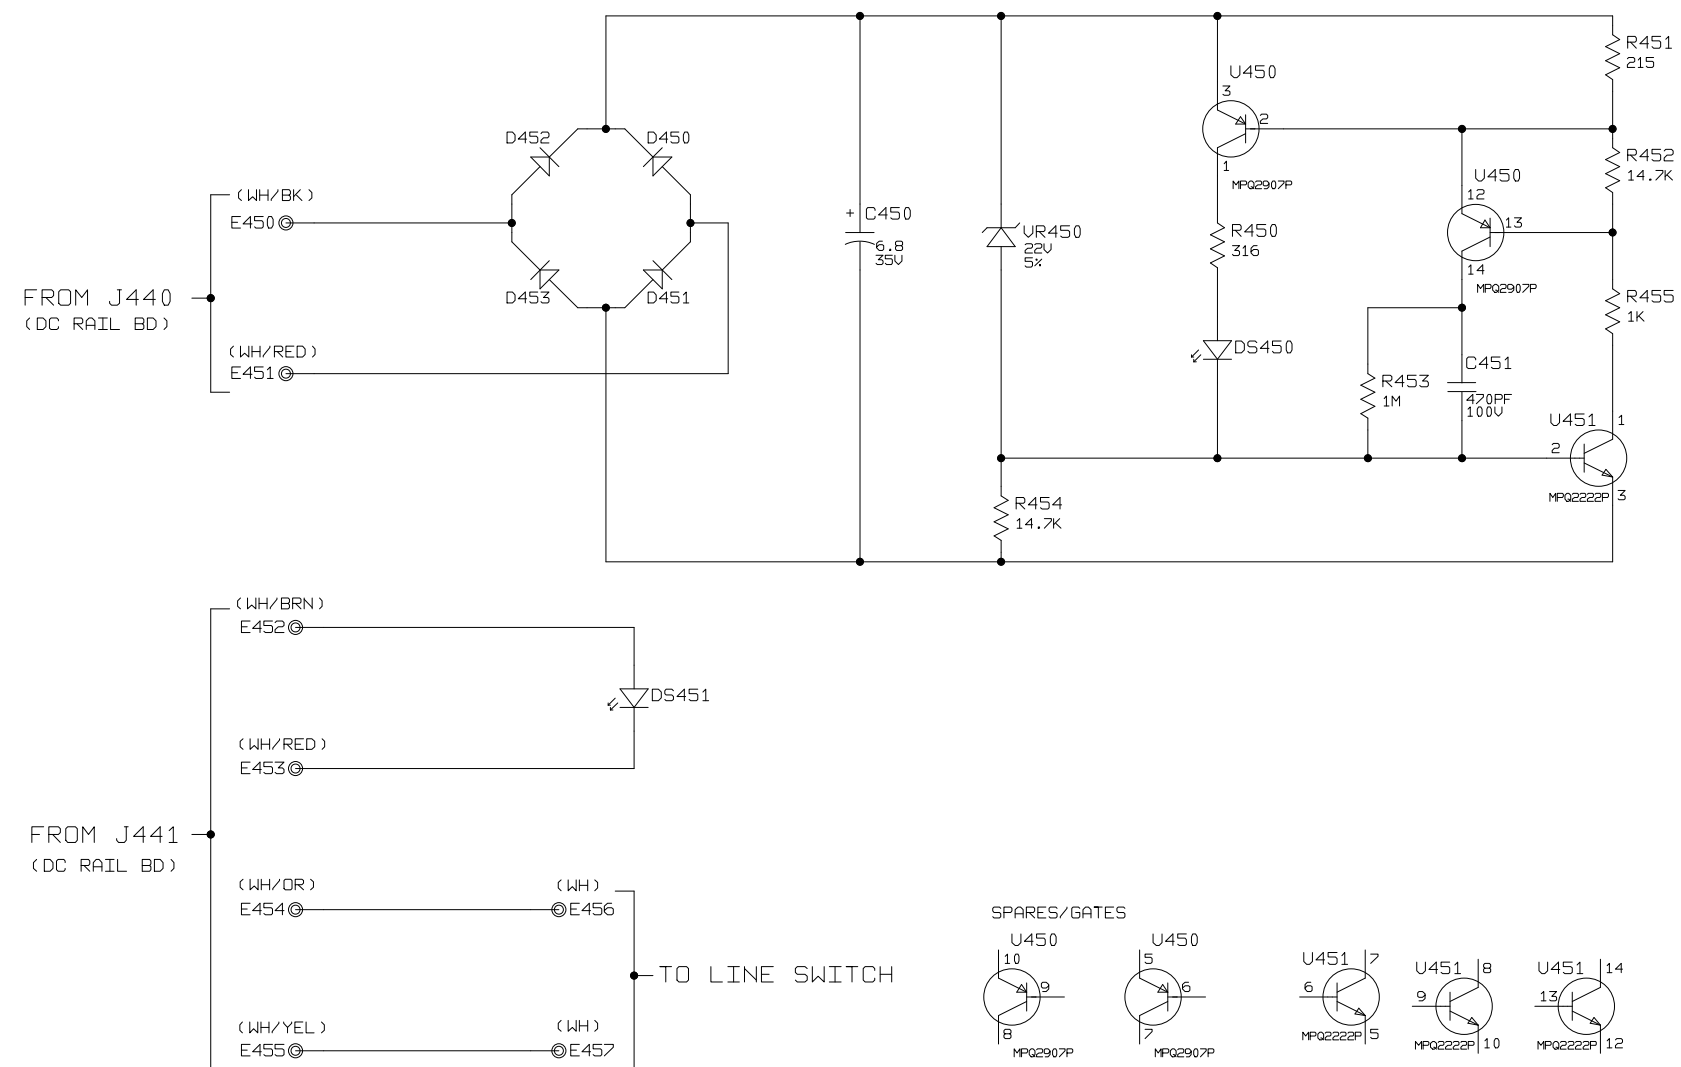 R451
215
U450
3
2
1
MPQ2907P
D452
D450
R452
14.7K
U450
12
13
14
MPQ2907P
(WH/BK)
E450
+ C450
6.8
35V
VR450
22V
5%
R450
316
FROM J440
(DC RAIL BD)
D453
D451
R455
1K
(WH/RED)
E451
DS450
C451
470PF
100V
R453
1M
U451
1
2
3
MPQ2222P
R454
14.7K
(WH/BRN)
E452
DS451
(WH/RED)
E453
FROM J441
(DC RAIL BD)
(WH/OR)
E454
(WH)
E456
TO LINE SWITCH
(WH/YEL)
E455
(WH)
E457
SPARES/GATES
U450
10
9
8
MPQ2907P
U450
5
6
7
MPQ2907P
U451
7
6
5
MPQ2222P
U451
8
9
10
MPQ2222P
U451
14
13
12
MPQ2222P